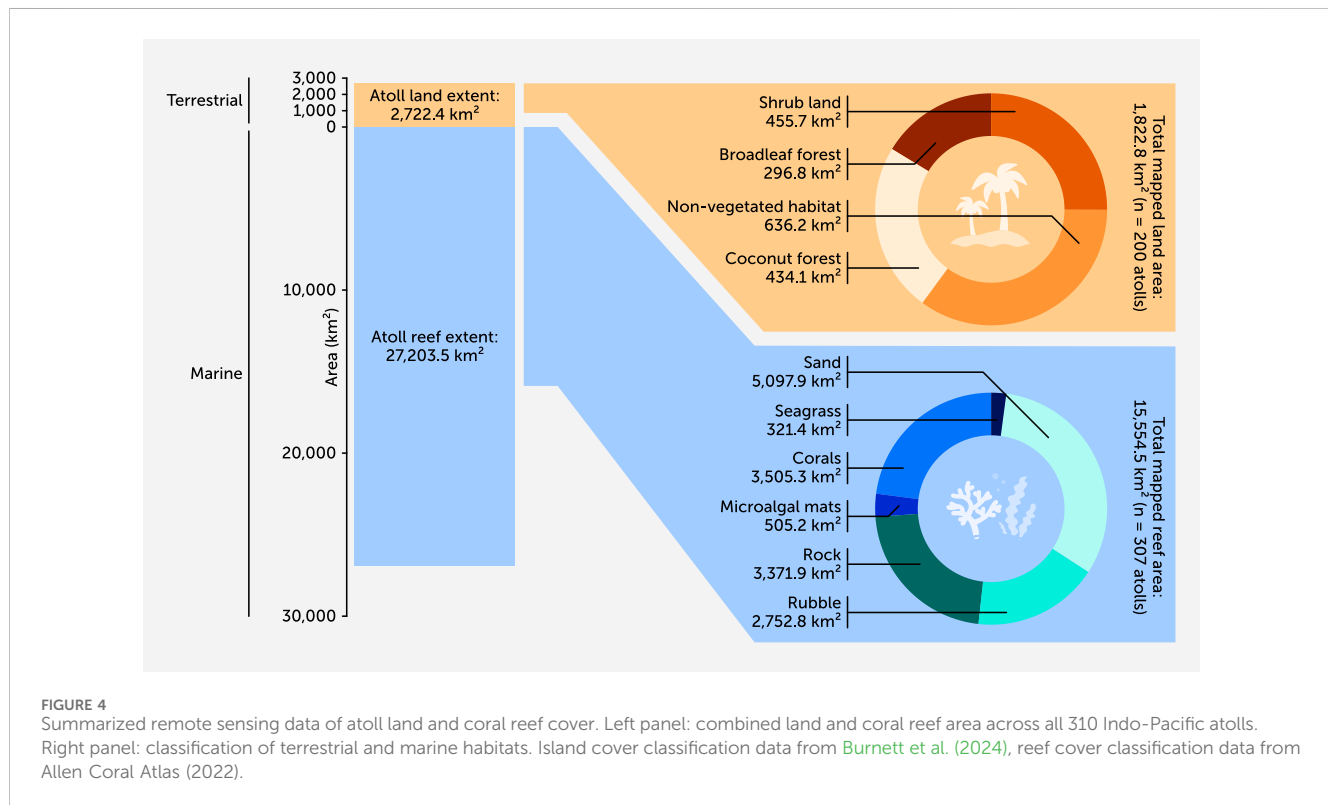 Terrestrial
Marine
3,000
2,000
1,000
0
10,000
20,000
30,000
Area (km²)
Atoll land extent:
2,722.4 km²
Atoll reef extent:
27,203.5 km²
Shrub land
455.7 km²
Broadleaf forest
296.8 km²
Non-vegetated habitat
636.2 km²
Coconut forest
434.1 km²
Total mapped land area:
1,822.8 km² (n = 200 atolls)
Sand
5,097.9 km²
Seagrass
321.4 km²
Corals
3,505.3 km²
Microalgal mats
505.2 km²
Rock
3,371.9 km²
Rubble
2,752.8 km²
Total mapped reef area:
15,554.5 km² (n = 307 atolls)
FIGURE 4
Summarized remote sensing data of atoll land and coral reef cover. Left panel: combined land and coral reef area across all 310 Indo-Pacific atolls.
Right panel: classification of terrestrial and marine habitats. Island cover classification data from Burnett et al. (2024), reef cover classification data from
Allen Coral Atlas (2022).